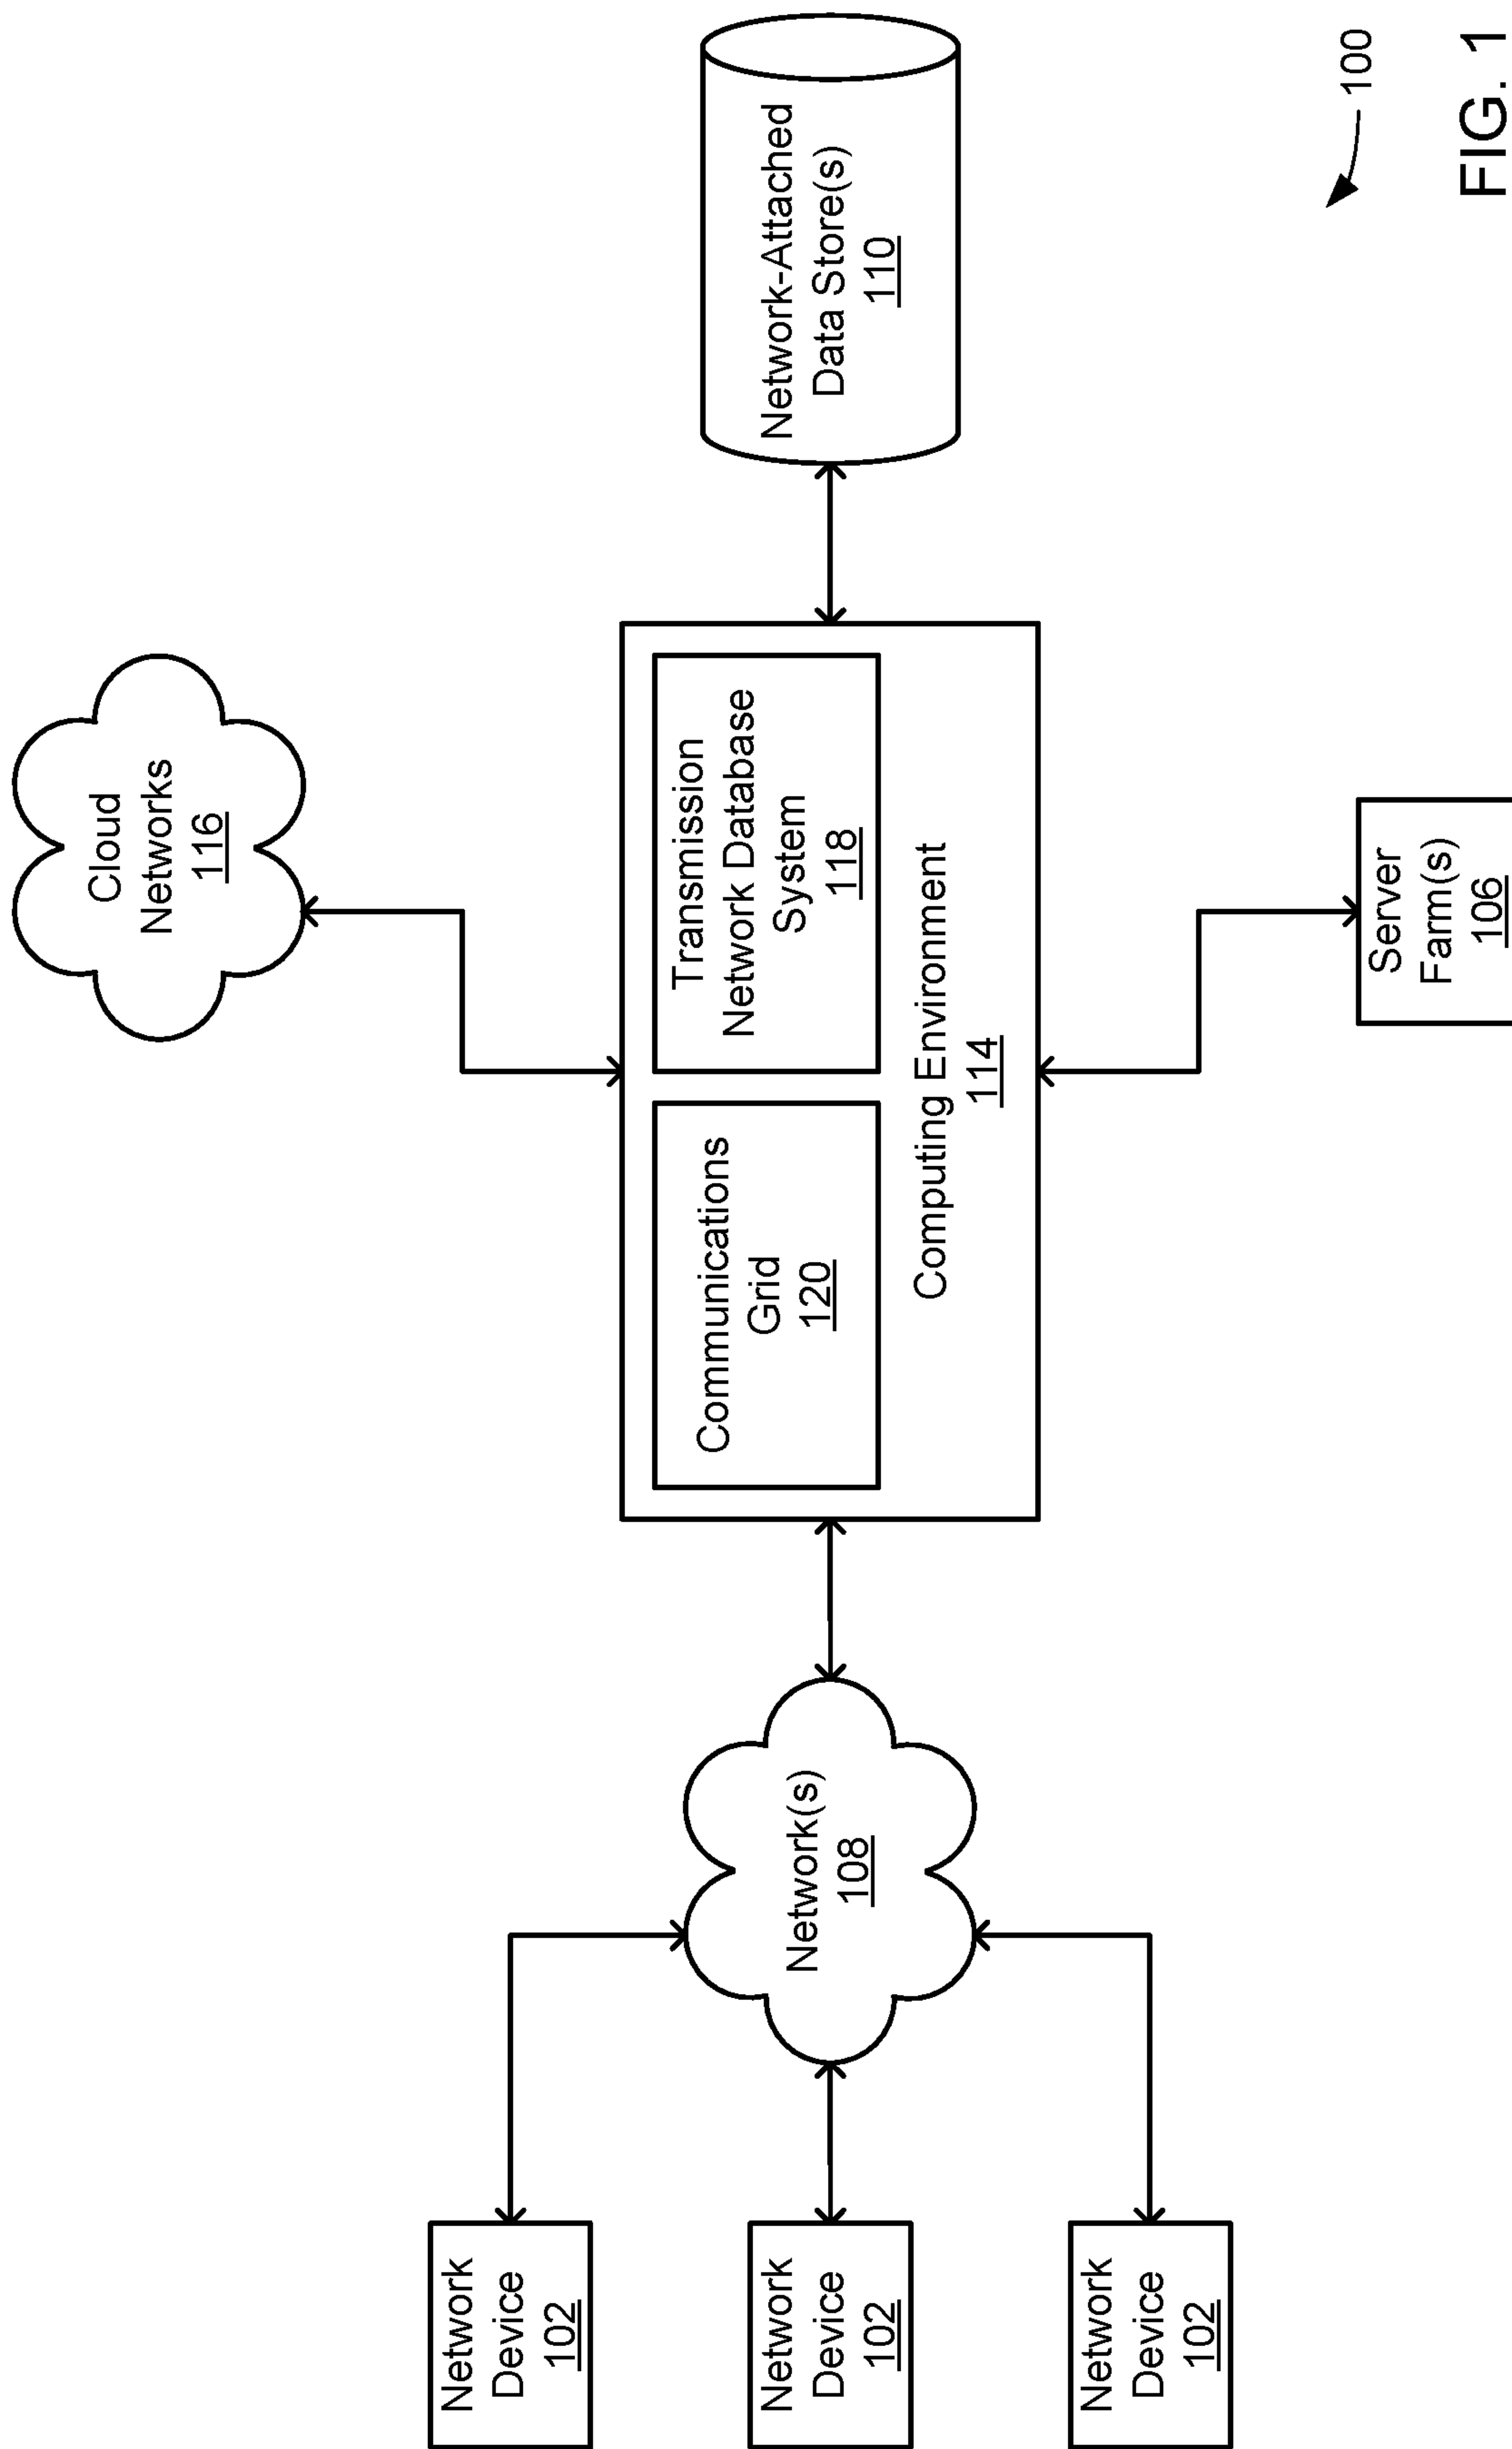 Cloud
Networks
116
Network
Device
102
Network
Device
102
Network
Device
102
Network(s)
108
Communications
Grid
120
Transmission
Network Database
System
118
Computing Environment
114
Network-Attached
Data Store(s)
110
Server
Farm(s)
106
100
FIG. 1